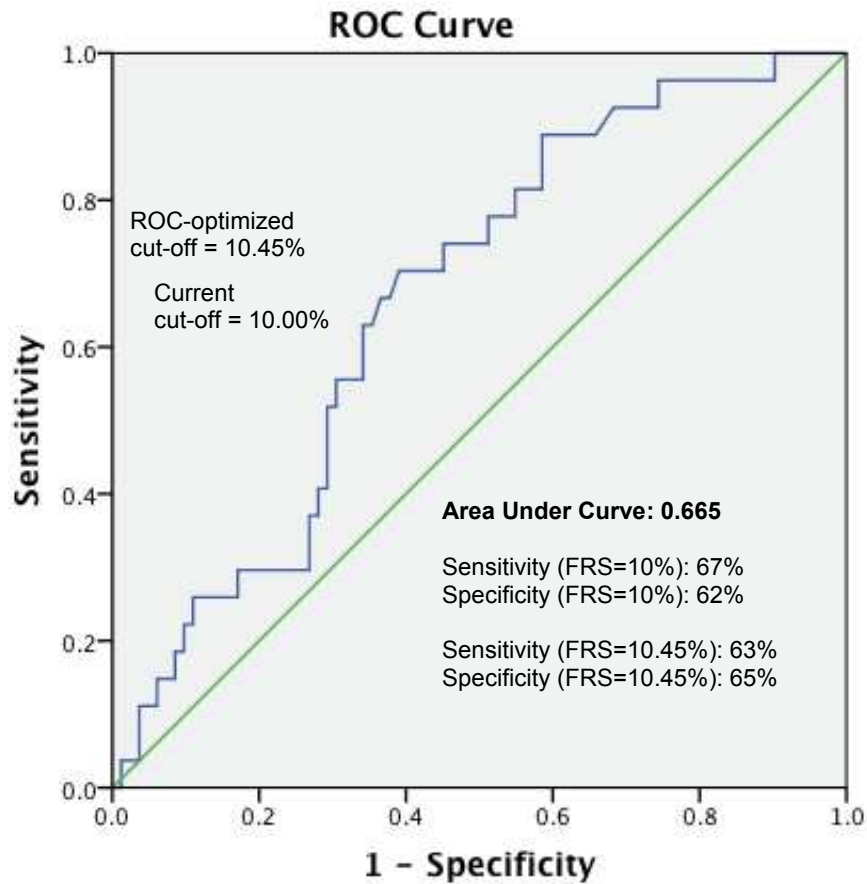 ROC Curve
1.0
0.8
0.6
0.4
0.2
0.0
Sensitivity
ROC-optimized
cut-off = 10.45%
Current
cut-off = 10.00%
Area Under Curve: 0.665
Sensitivity (FRS=10%): 67%
Specificity (FRS=10%): 62%
Sensitivity (FRS=10.45%): 63%
Specificity (FRS=10.45%): 65%
0.0 0.2 0.4 0.6 0.8 1.0
1 - Specificity